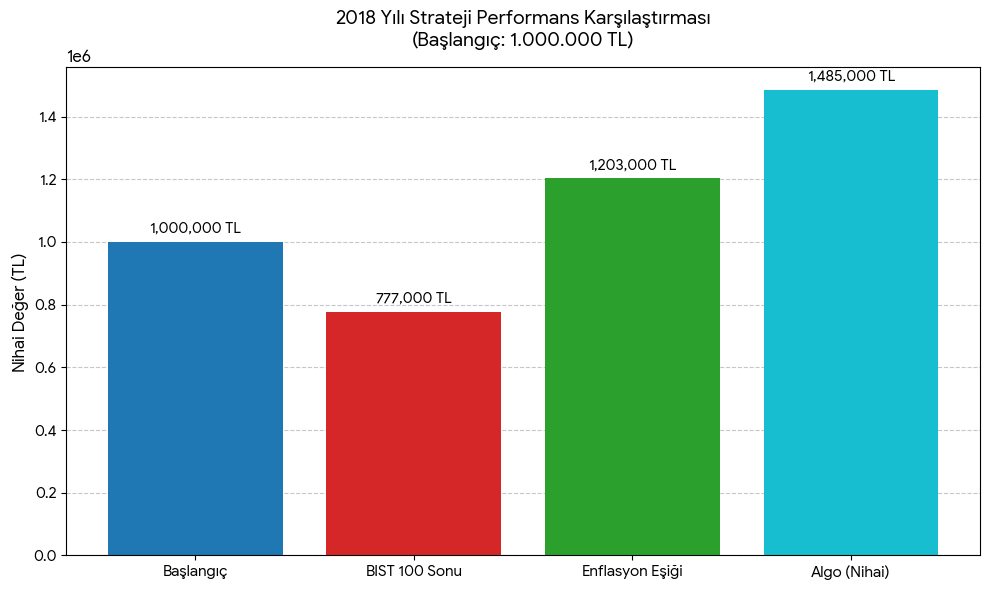 2018 Yılı Strateji Performans Karşılaştırması
(Başlangıç: 1.000.000 TL)
1e6
Nihai Değer (TL)
1.4
1.2
1.0
0.8
0.6
0.4
0.2
0.0
1,000,000 TL
777,000 TL
1,203,000 TL
1,485,000 TL
Başlangıç
BIST 100 Sonu
Enflasyon Eşiği
Algo (Nihai)